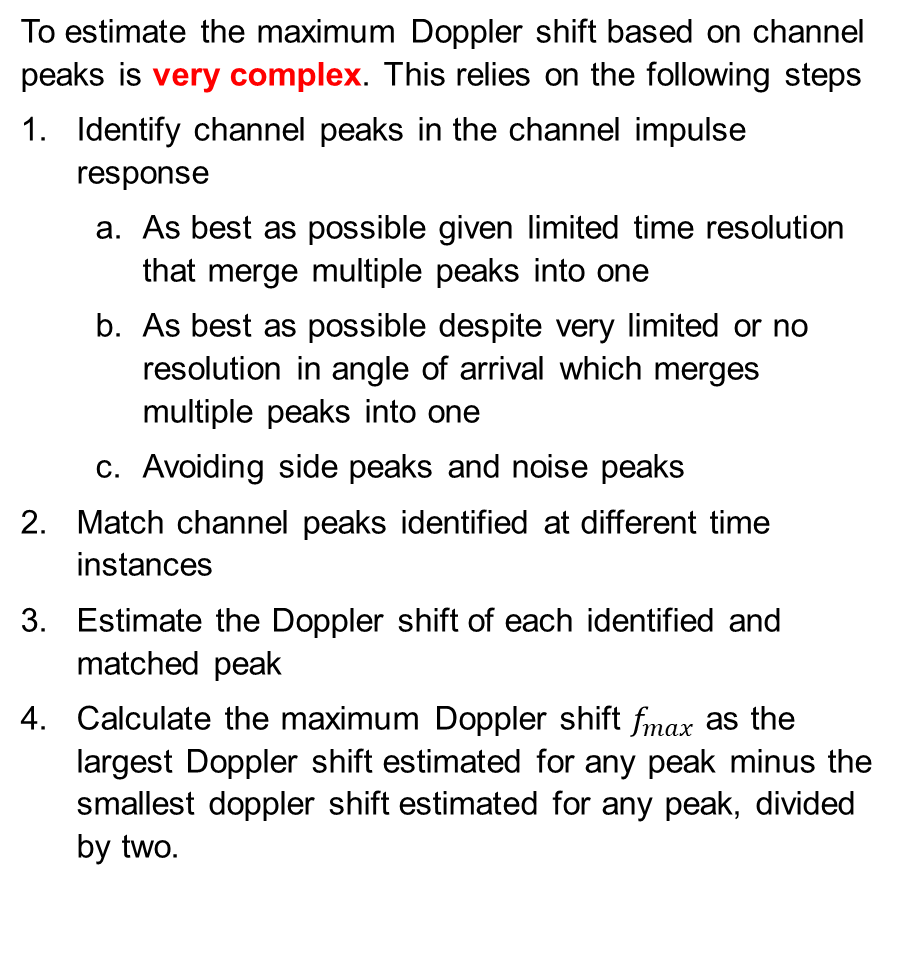 To estimate the maximum Doppler shift based on channel
peaks is very complex. This relies on the following steps
1. Identify channel peaks in the channel impulse
response
a. As best as possible given limited time resolution
that merge multiple peaks into one
b. As best as possible despite very limited or no
resolution in angle of arrival which merges
multiple peaks into one
c. Avoiding side peaks and noise peaks
2. Match channel peaks identified at different time
instances
3. Estimate the Doppler shift of each identified and
matched peak
4. Calculate the maximum Doppler shift f_max as the
largest Doppler shift estimated for any peak minus the
smallest doppler shift estimated for any peak, divided
by two.